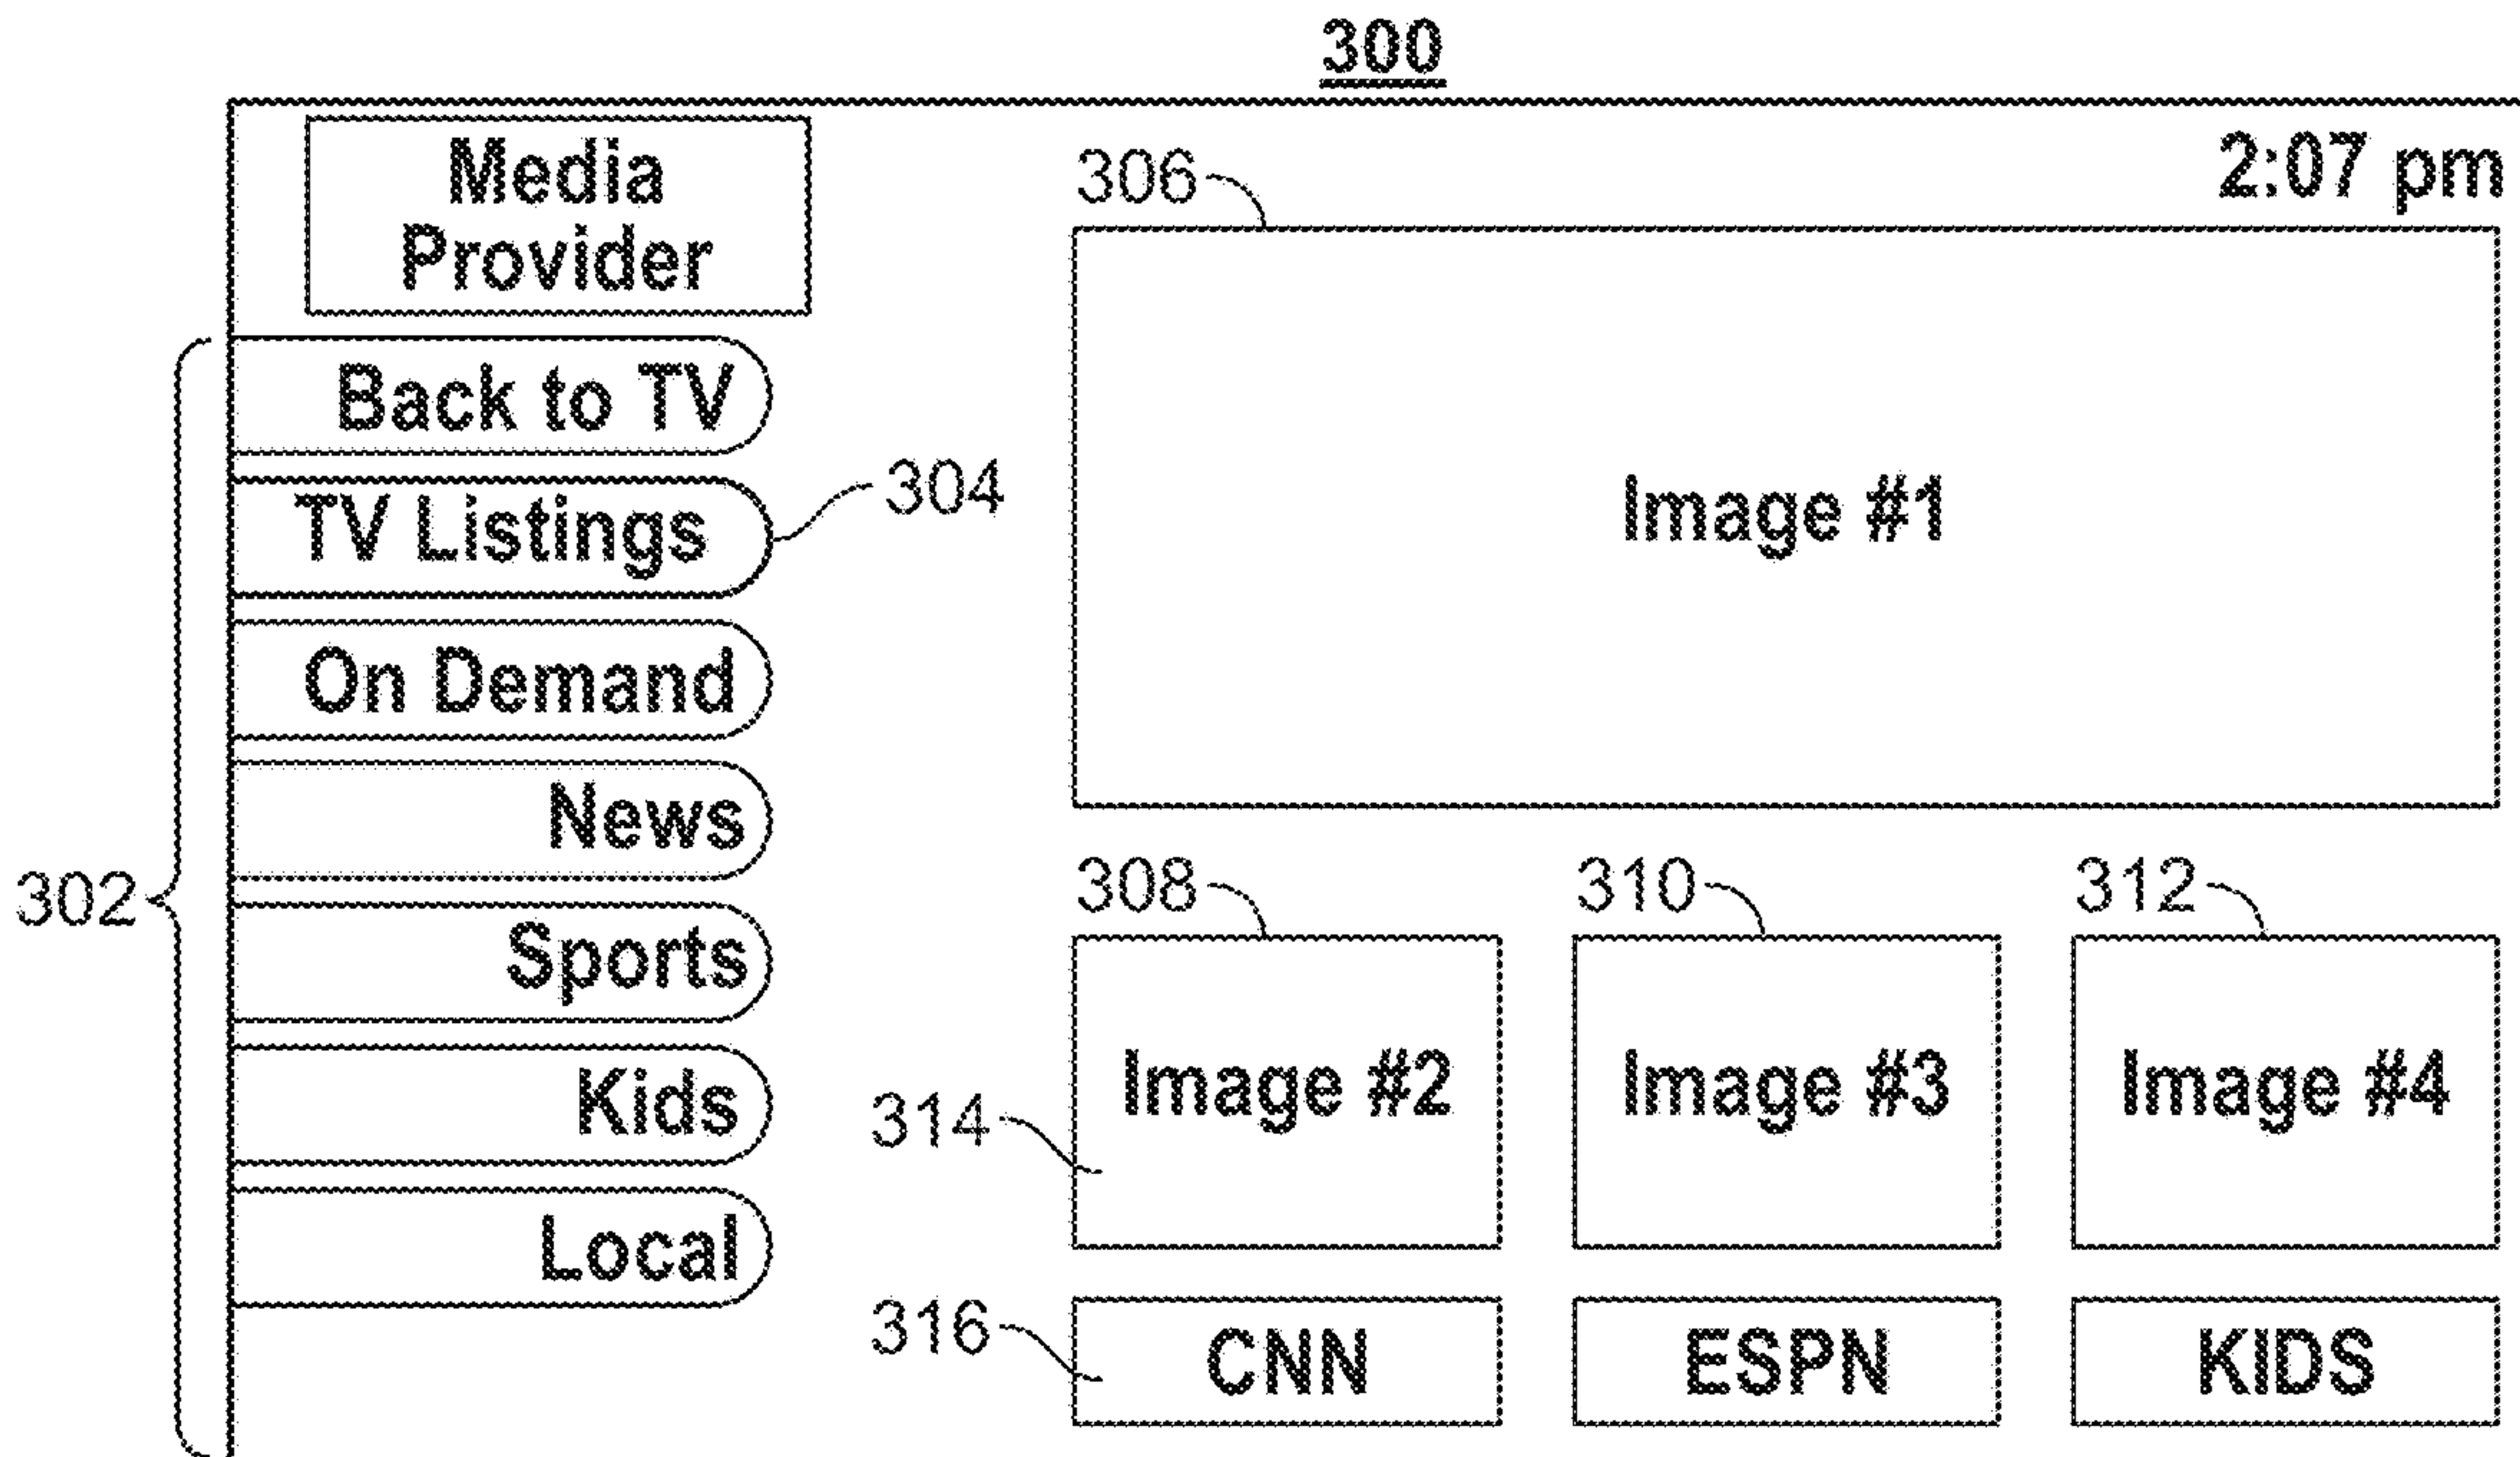 300
Media
Provider
2:07 pm
306
Back to TV
TV Listings
304
Image #1
On Demand
News
302
Sports
308
310
312
Kids
Image #2
Image #3
Image #4
314
Local
316
CNN
ESPN
KIDS